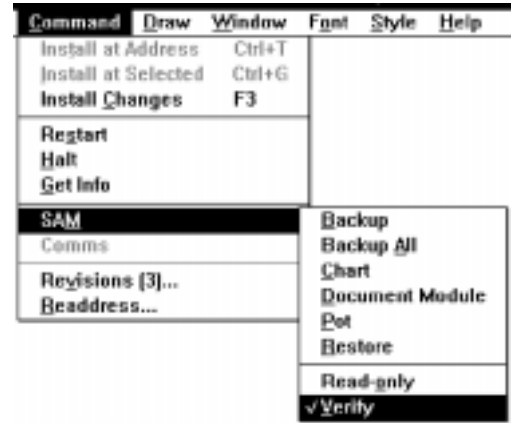 Command Draw Window Font Style Help
Install at Address Ctrl+T
Install at Selected Ctrl+G
Install Changes F3
Restart
Halt
Get Info
SAM
Comms
Revisions (3)...
Readdress...
Backup
Backup All
Chart
Document Module
Pot
Restore
Read-only
√ Verify